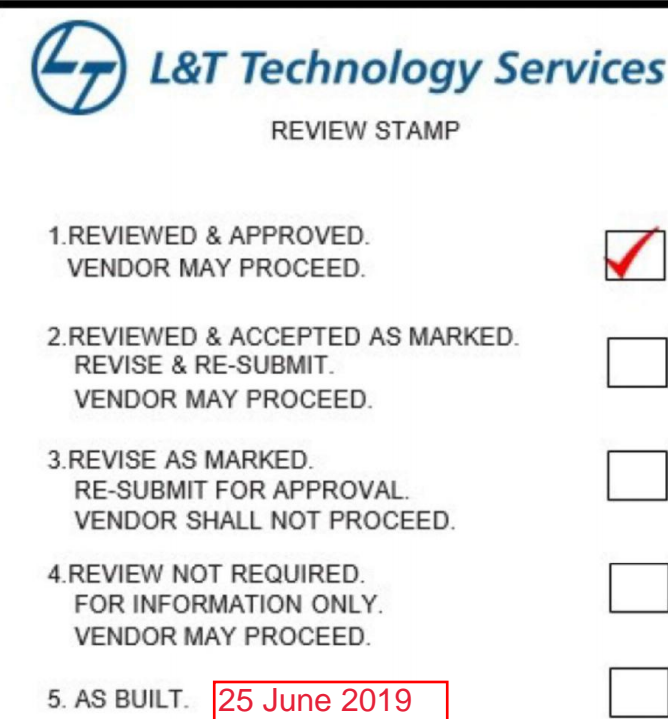 LT L&T Technology Services
REVIEW STAMP
1.REVIEWED & APPROVED.
VENDOR MAY PROCEED.
2.REVIEWED & ACCEPTED AS MARKED.
REVISE & RE-SUBMIT.
VENDOR MAY PROCEED.
3.REVISE AS MARKED.
RE-SUBMIT FOR APPROVAL.
VENDOR SHALL NOT PROCEED.
4.REVIEW NOT REQUIRED.
FOR INFORMATION ONLY.
VENDOR MAY PROCEED.
5. AS BUILT. 25 June 2019